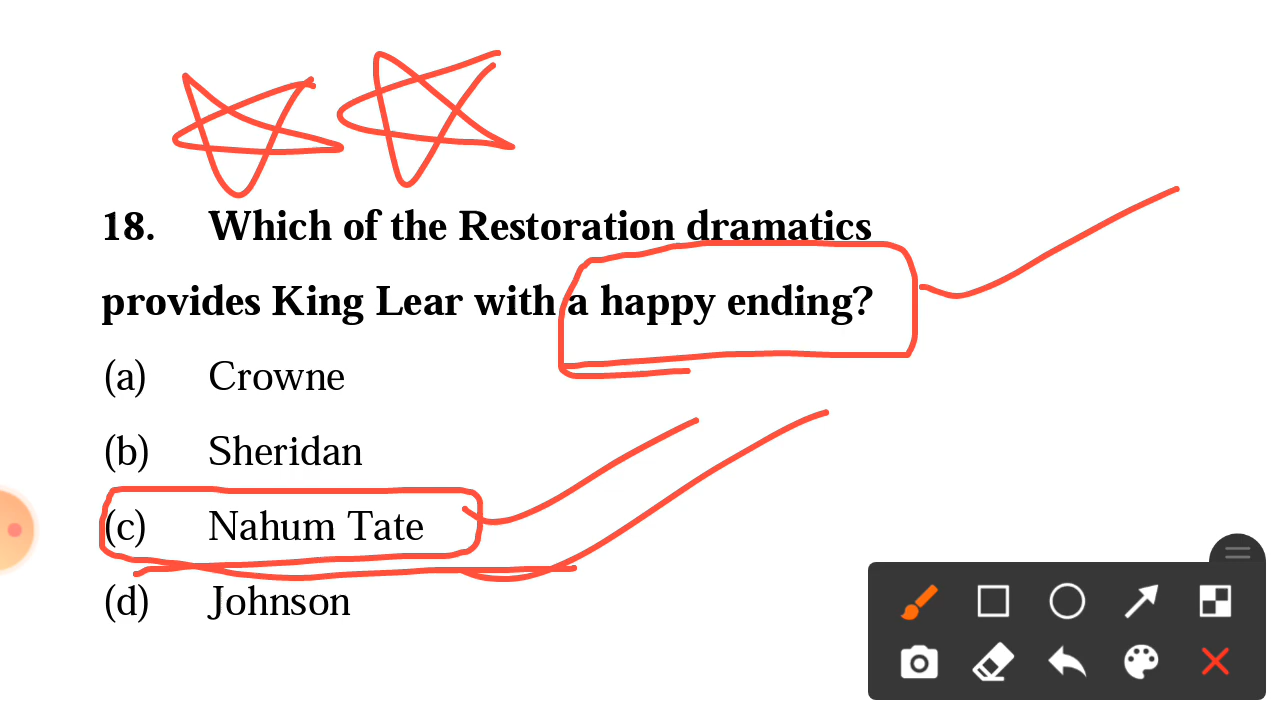 18. Which of the Restoration dramatics
provides King Lear with a happy ending?
(a) Crowne
(b) Sheridan
(c) Nahum Tate
(d) Johnson